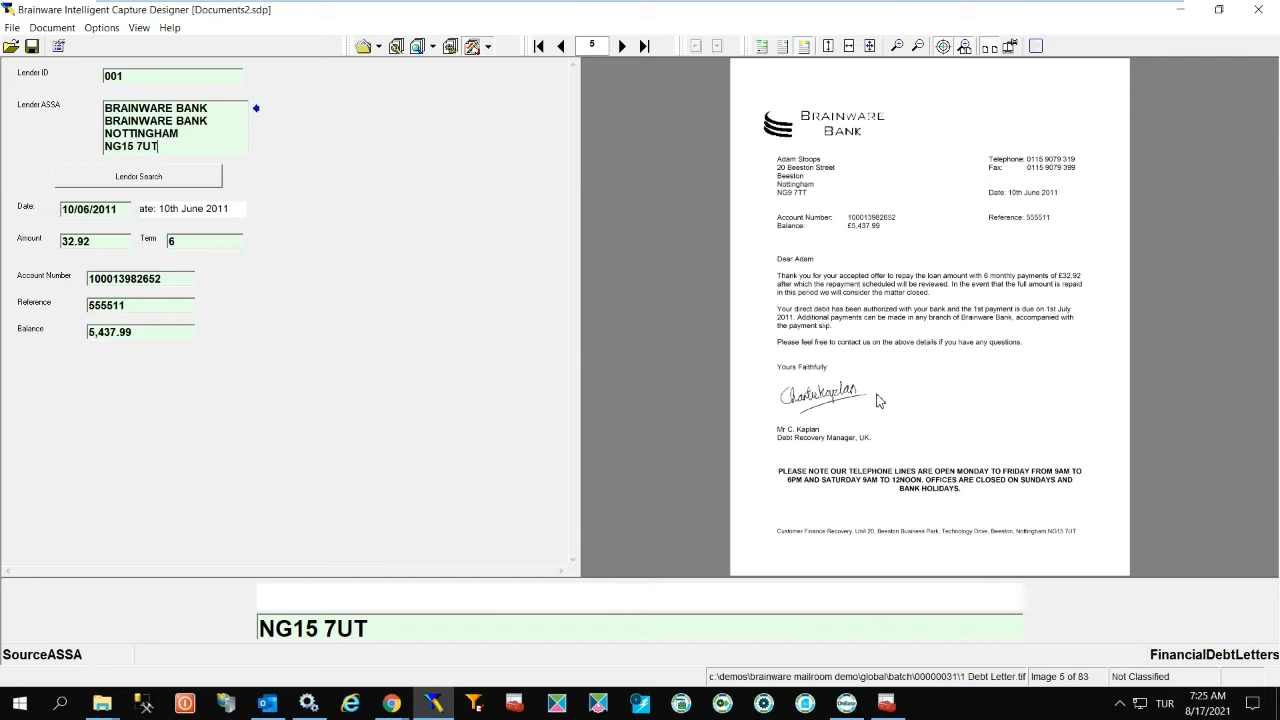 Brainware Intelligent Capture Designer [Documents2.sdp]
File Document Options View Help
5
Lender ID 001
Lender ASSA
BRAINWARE BANK
BRAINWARE BANK
NOTTINGHAM
NG15 7UT
Lender Search
Date: 10/06/2011 ate: 10th June 2011
Amount 32.92 Term 6
Account Number 100013982652
Reference 555511
Balance 5,437.99
BRAINWARE
BANK
Adam Stoops
20 Beeston Street
Beeston
Nottingham
NG9 7TT
Telephone: 0115 9079 319
Fax: 0115 9079 399
Date: 10th June 2011
Account Number: 100013982652
Balance: £5,437.99
Reference: 555511
Dear Adam
Thank you for your accepted offer to repay the loan amount with 6 monthly payments of £32.92
after which the repayment scheduled will be reviewed. In the event that the full amount is repaid
in this period we will consider the matter closed.
Your direct debit has been authorized with your bank and the 1st payment is due on 1st July
2011. Additional payments can be made in any branch of Brainware Bank, accompanied with
the payment slip.
Please feel free to contact us on the above details if you have any questions.
Yours Faithfully
Charliekaplan
Mr C. Kaplan
Debt Recovery Manager, UK.
PLEASE NOTE OUR TELEPHONE LINES ARE OPEN MONDAY TO FRIDAY FROM 9AM TO
6PM AND SATURDAY 9AM TO 12NOON. OFFICES ARE CLOSED ON SUNDAYS AND
BANK HOLIDAYS.
Customer Finance Recovery, Unit 20, Beeston Business Park, Technology Drive, Beeston, Nottingham,NG15 7UT
NG15 7UT
SourceASSA
FinancialDebtLetters
c:\demos\brainware mailroom demo\global\batch\00000031\1 Debt Letter.tif Image 5 of 83 Not Classified
TUR
7:25 AM
8/17/2021